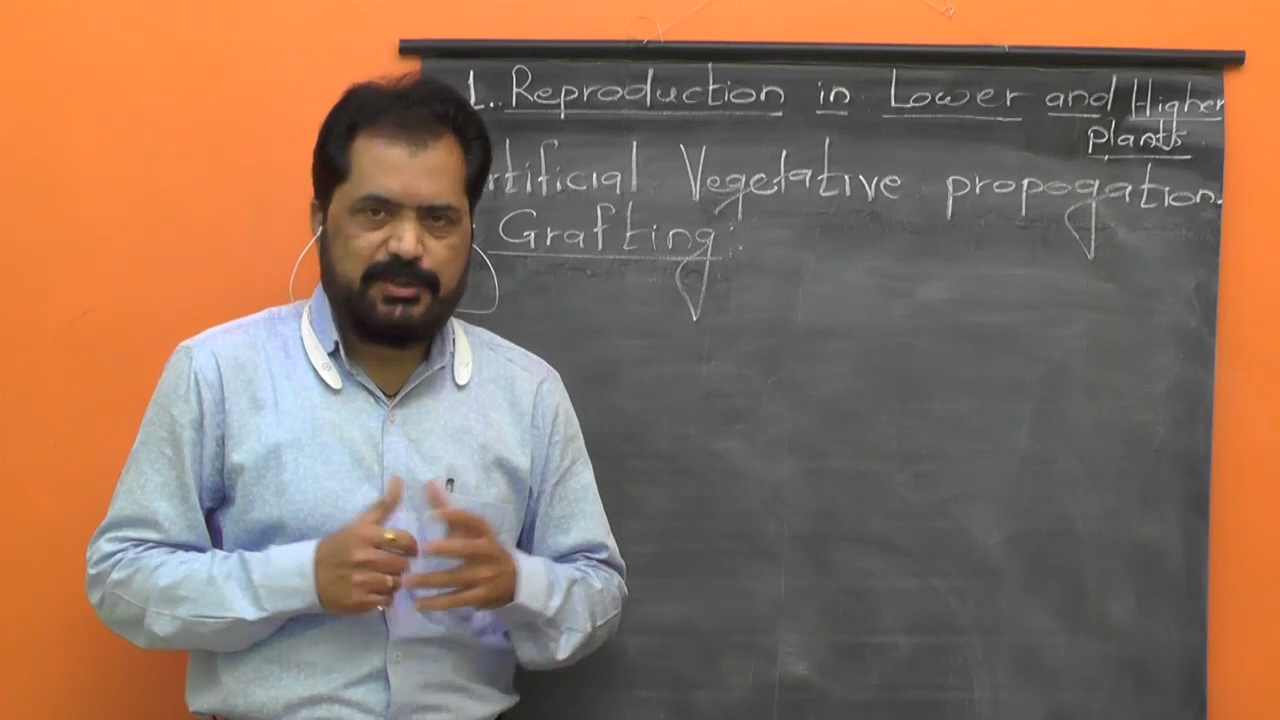 1.. Reproduction in Lower and Higher
plants
rtificial Vegetative propogation.
Grafting: